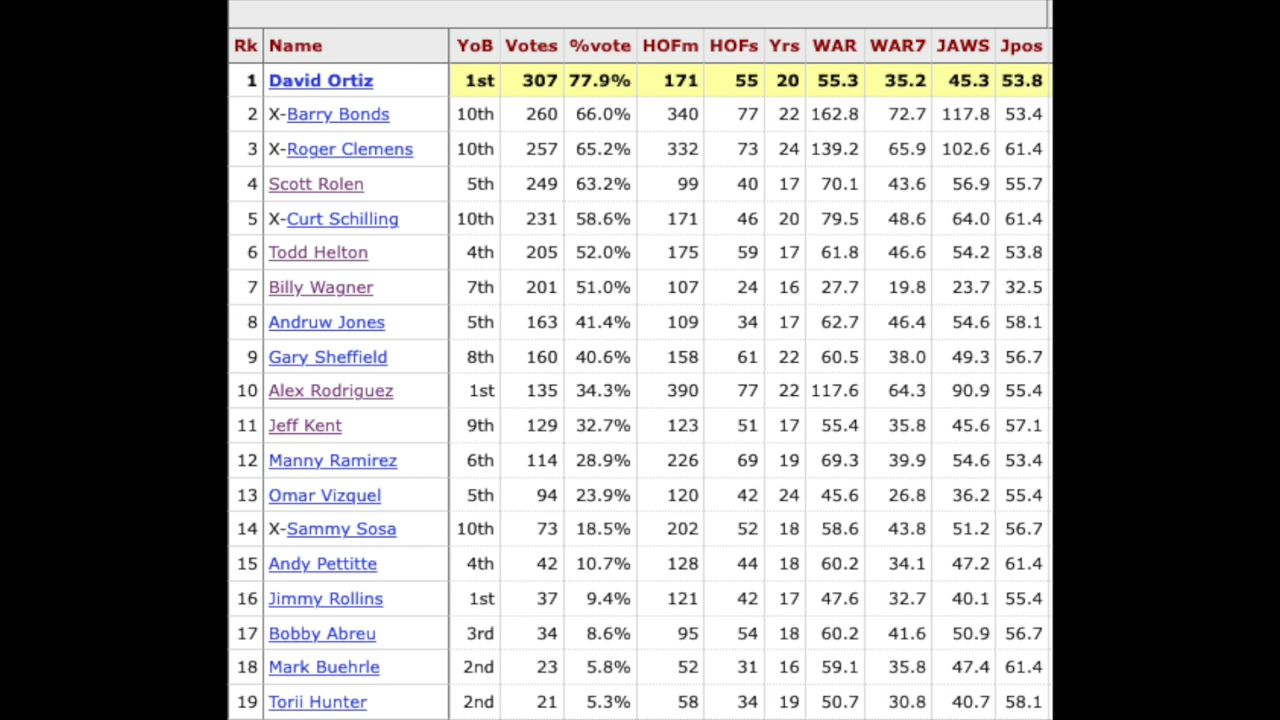 Rk Name YoB Votes %vote HOFm HOFs Yrs WAR WAR7 JAWS Jpos
1 David Ortiz 1st 307 77.9% 171 55 20 55.3 35.2 45.3 53.8
2 X-Barry Bonds 10th 260 66.0% 340 77 22 162.8 72.7 117.8 53.4
3 X-Roger Clemens 10th 257 65.2% 332 73 24 139.2 65.9 102.6 61.4
4 Scott Rolen 5th 249 63.2% 99 40 17 70.1 43.6 56.9 55.7
5 X-Curt Schilling 10th 231 58.6% 171 46 20 79.5 48.6 64.0 61.4
6 Todd Helton 4th 205 52.0% 175 59 17 61.8 46.6 54.2 53.8
7 Billy Wagner 7th 201 51.0% 107 24 16 27.7 19.8 23.7 32.5
8 Andruw Jones 5th 163 41.4% 109 34 17 62.7 46.4 54.6 58.1
9 Gary Sheffield 8th 160 40.6% 158 61 22 60.5 38.0 49.3 56.7
10 Alex Rodriguez 1st 135 34.3% 390 77 22 117.6 64.3 90.9 55.4
11 Jeff Kent 9th 129 32.7% 123 51 17 55.4 35.8 45.6 57.1
12 Manny Ramirez 6th 114 28.9% 226 69 19 69.3 39.9 54.6 53.4
13 Omar Vizquel 5th 94 23.9% 120 42 24 45.6 26.8 36.2 55.4
14 X-Sammy Sosa 10th 73 18.5% 202 52 18 58.6 43.8 51.2 56.7
15 Andy Pettitte 4th 42 10.7% 128 44 18 60.2 34.1 47.2 61.4
16 Jimmy Rollins 1st 37 9.4% 121 42 17 47.6 32.7 40.1 55.4
17 Bobby Abreu 3rd 34 8.6% 95 54 18 60.2 41.6 50.9 56.7
18 Mark Buehrle 2nd 23 5.8% 52 31 16 59.1 35.8 47.4 61.4
19 Torii Hunter 2nd 21 5.3% 58 34 19 50.7 30.8 40.7 58.1